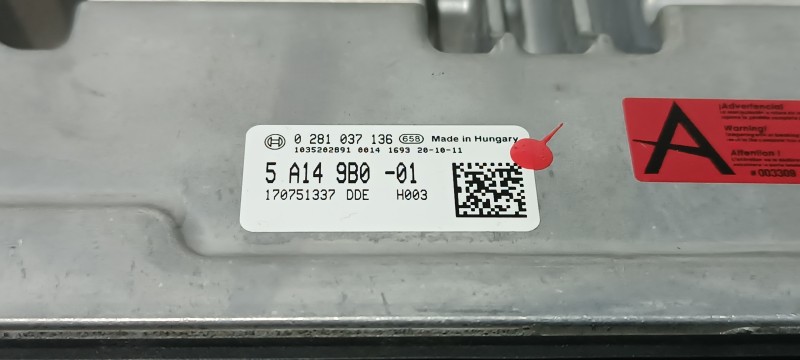 0 281 037 136 658 Made in Hungary
1035202891 0014 1693 20-10-11
5 A14 9B0 -01
170751337 DDE H003
¡Advertencia!
A
Warning!
Attention !
# 003309